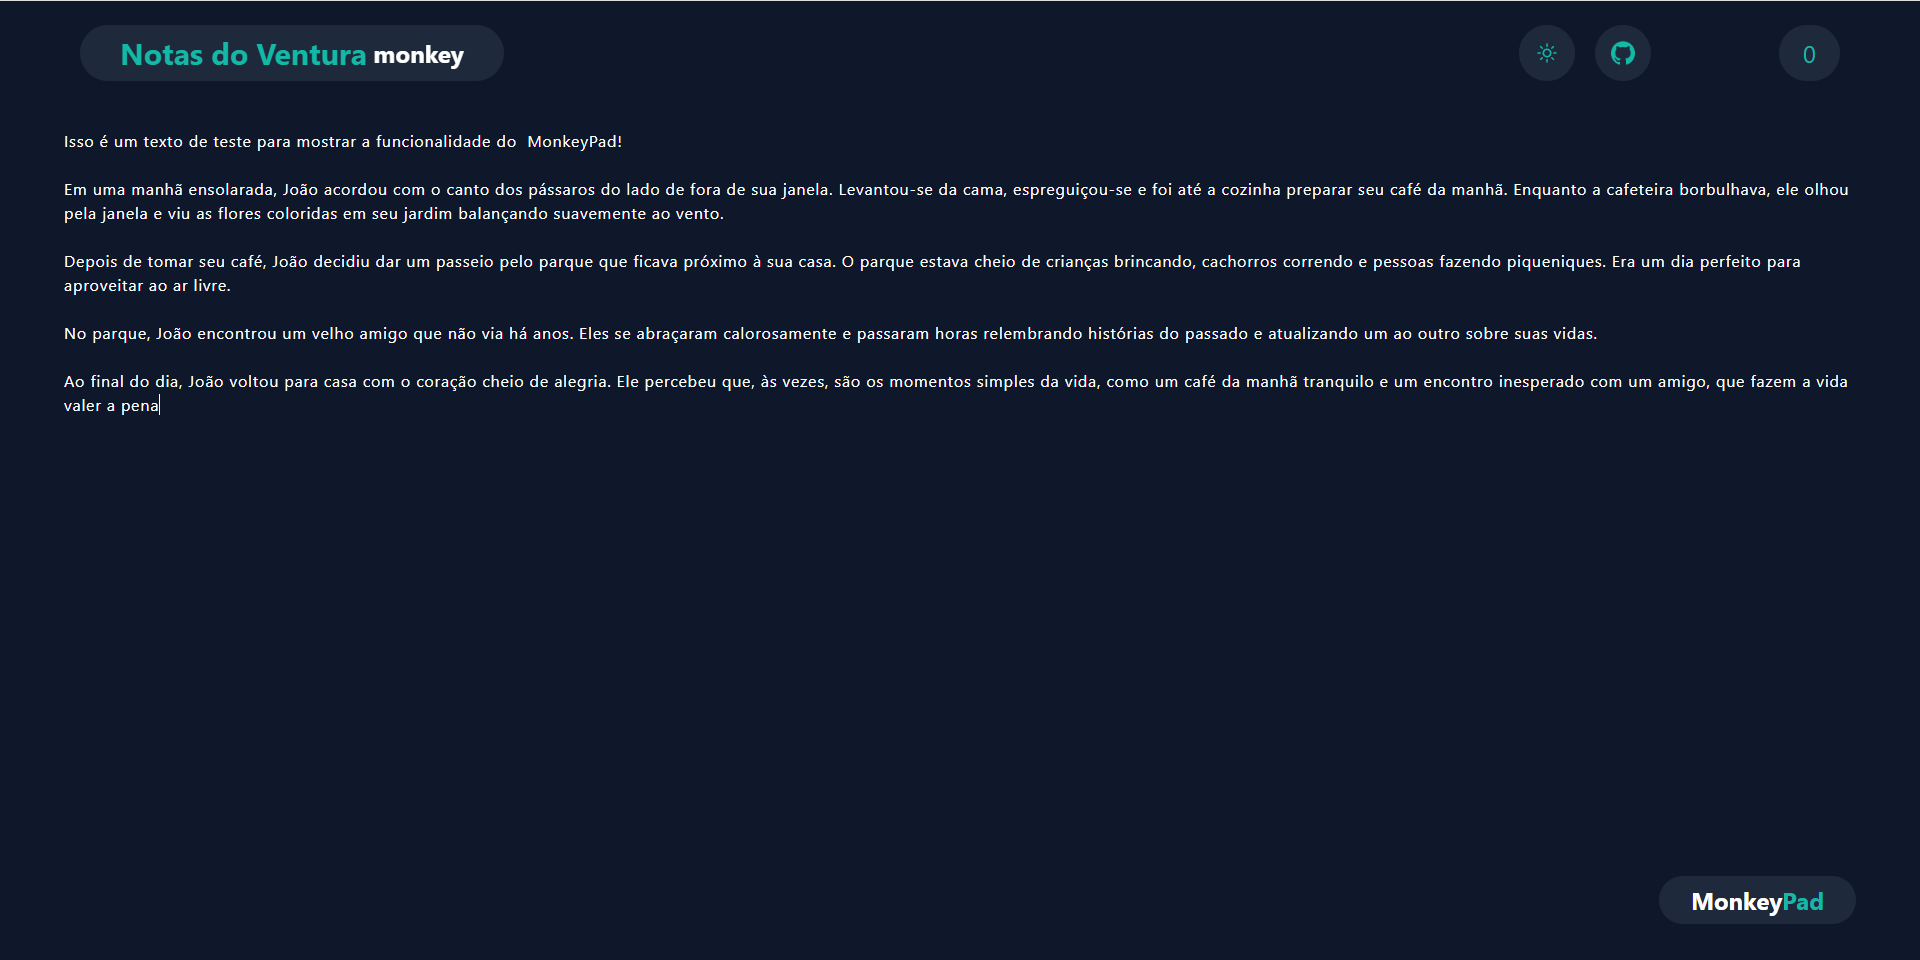 Notas do Ventura monkey
0
Isso é um texto de teste para mostrar a funcionalidade do  MonkeyPad!
Em uma manhã ensolarada, João acordou com o canto dos pássaros do lado de fora de sua janela. Levantou-se da cama, espreguiçou-se e foi até a cozinha preparar seu café da manhã. Enquanto a cafeteira borbulhava, ele olhou
pela janela e viu as flores coloridas em seu jardim balançando suavemente ao vento.
Depois de tomar seu café, João decidiu dar um passeio pelo parque que ficava próximo à sua casa. O parque estava cheio de crianças brincando, cachorros correndo e pessoas fazendo piqueniques. Era um dia perfeito para
aproveitar ao ar livre.
No parque, João encontrou um velho amigo que não via há anos. Eles se abraçaram calorosamente e passaram horas relembrando histórias do passado e atualizando um ao outro sobre suas vidas.
Ao final do dia, João voltou para casa com o coração cheio de alegria. Ele percebeu que, às vezes, são os momentos simples da vida, como um café da manhã tranquilo e um encontro inesperado com um amigo, que fazem a vida
valer a pena
MonkeyPad